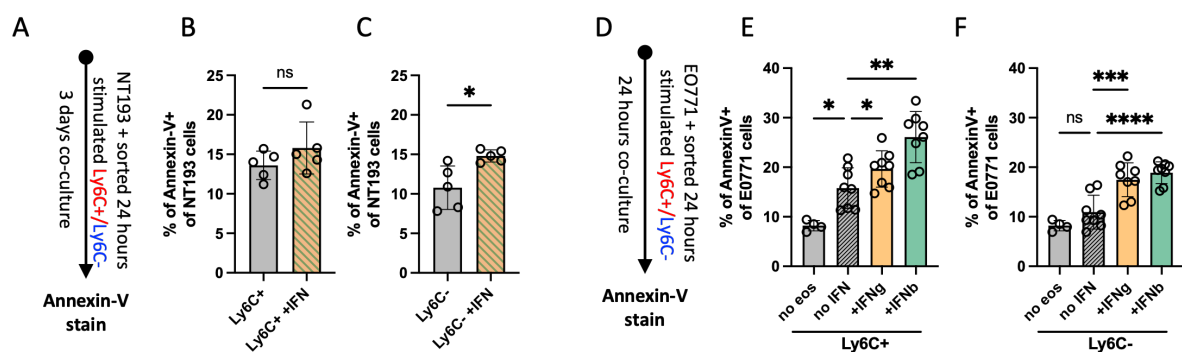 A
NT193 + sorted 24 hours
stimulated Ly6C+/Ly6C-
3 days co-culture
Annexin-V
stain
B
% of Annexin-V+
of NT193 cells
25
20
15
10
5
0
ns
Ly6C+
Ly6C+ +IFN
C
% of Annexin-V+
of NT193 cells
25
20
15
10
5
0
*
Ly6C-
Ly6C- +IFN
D
EO771 + sorted 24 hours
stimulated Ly6C+/Ly6C-
24 hours co-culture
Annexin-V
stain
E
% of AnnexinV+
of E0771 cells
40
30
20
10
0
**
* *
no eos
no IFN
+IFNg
+IFNb
Ly6C+
F
% of AnnexinV+
of E0771 cells
40
30
20
10
0
***
ns ****
no eos
no IFN
+IFNg
+IFNb
Ly6C-